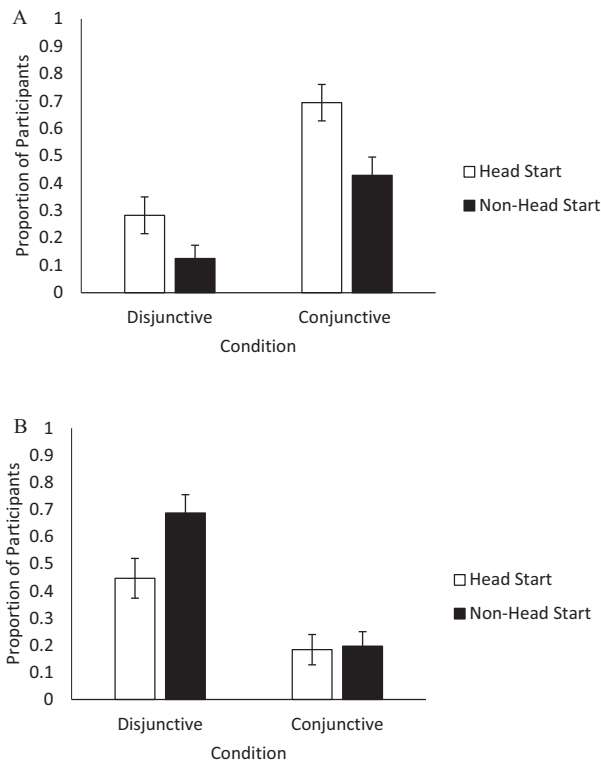 A
Proportion of Participants
1
0.9
0.8
0.7
0.6
0.5
0.4
0.3
0.2
0.1
0
Disjunctive Conjunctive
Condition
Head Start
Non-Head Start
B
Proportion of Participants
1
0.9
0.8
0.7
0.6
0.5
0.4
0.3
0.2
0.1
0
Disjunctive Conjunctive
Condition
Head Start
Non-Head Start